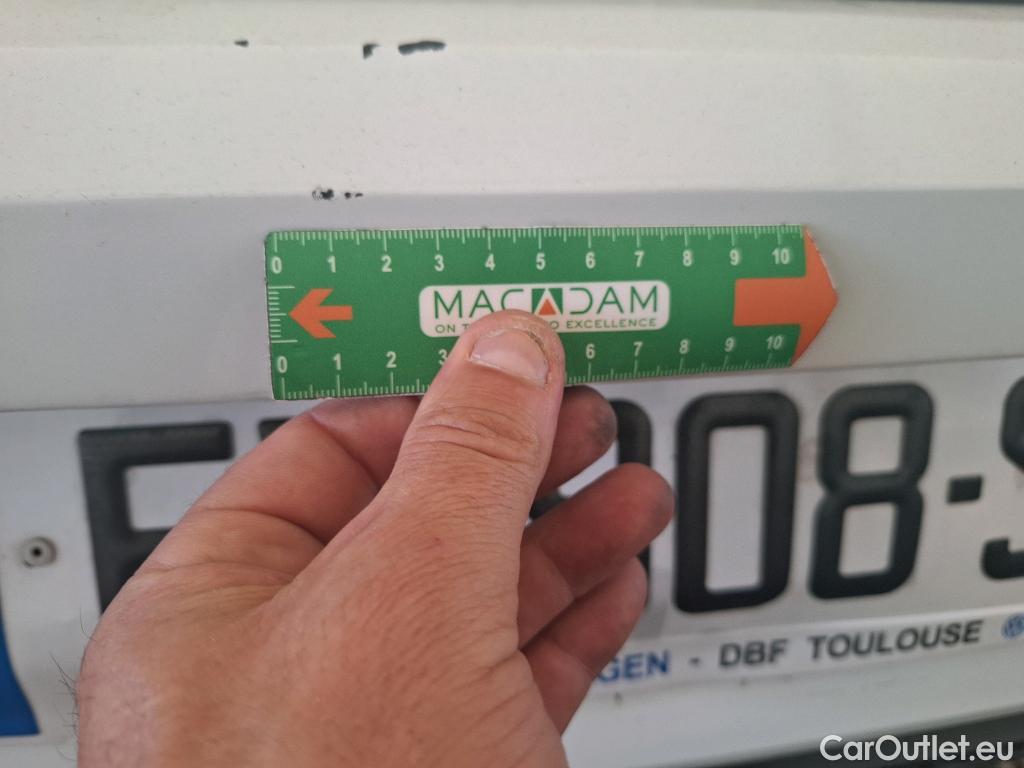 0 1 2 3 4 5 6 7 8 9 10
MACADAM
EXCELLENCE
0 1 2 3 6 7 8 9 10
008-
GEN - DBF TOULOUSE
CarOutlet.eu